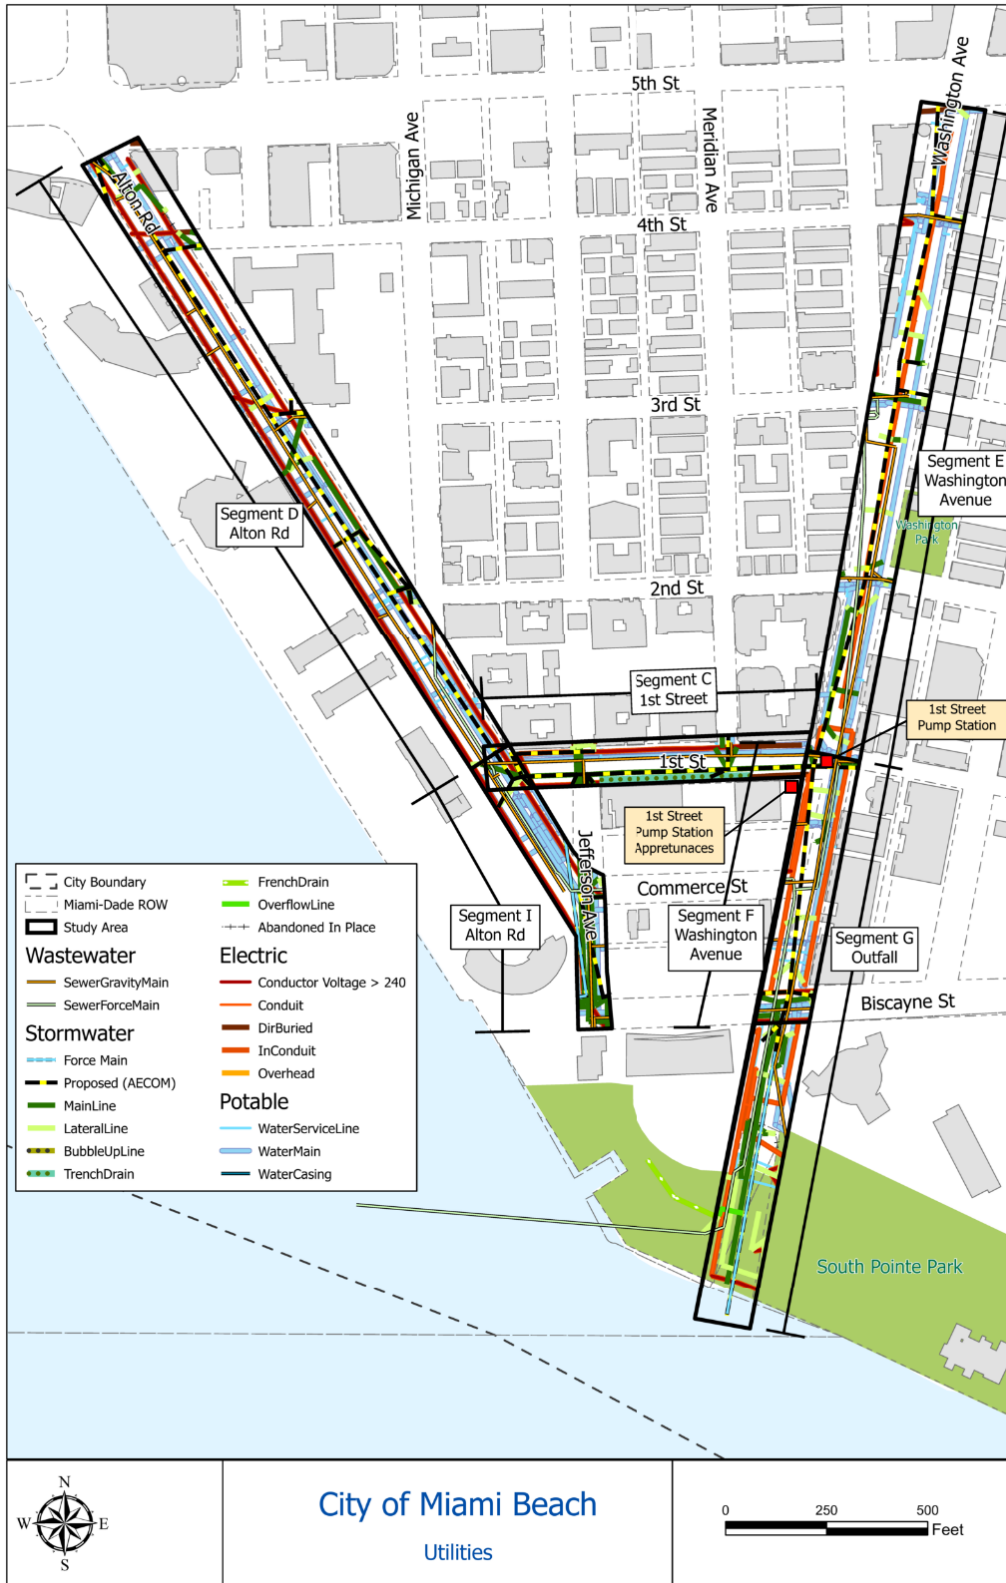 5th St
Washington Ave
Michigan Ave
Meridian Ave
Alton Rd
4th St
3rd St
Segment E
Washington
Avenue
Segment D
Alton Rd
Washington
Park
2nd St
Segment C
1st Street
1st Street
Pump Station
1st St
1st Street
Pump Station
Appretunaces
Jefferson Ave
Commerce St
Segment I
Alton Rd
Segment F
Washington
Avenue
Segment G
Outfall
Biscayne St
City Boundary
Miami-Dade ROW
Study Area
Wastewater
SewerGravityMain
SewerForceMain
Stormwater
Force Main
Proposed (AECOM)
MainLine
LateralLine
BubbleUpLine
TrenchDrain
FrenchDrain
OverflowLine
Abandoned In Place
Electric
Conductor Voltage > 240
Conduit
DirBuried
InConduit
Overhead
Potable
WaterServiceLine
WaterMain
WaterCasing
South Pointe Park
N
W E
S
City of Miami Beach
Utilities
0 250 500
Feet